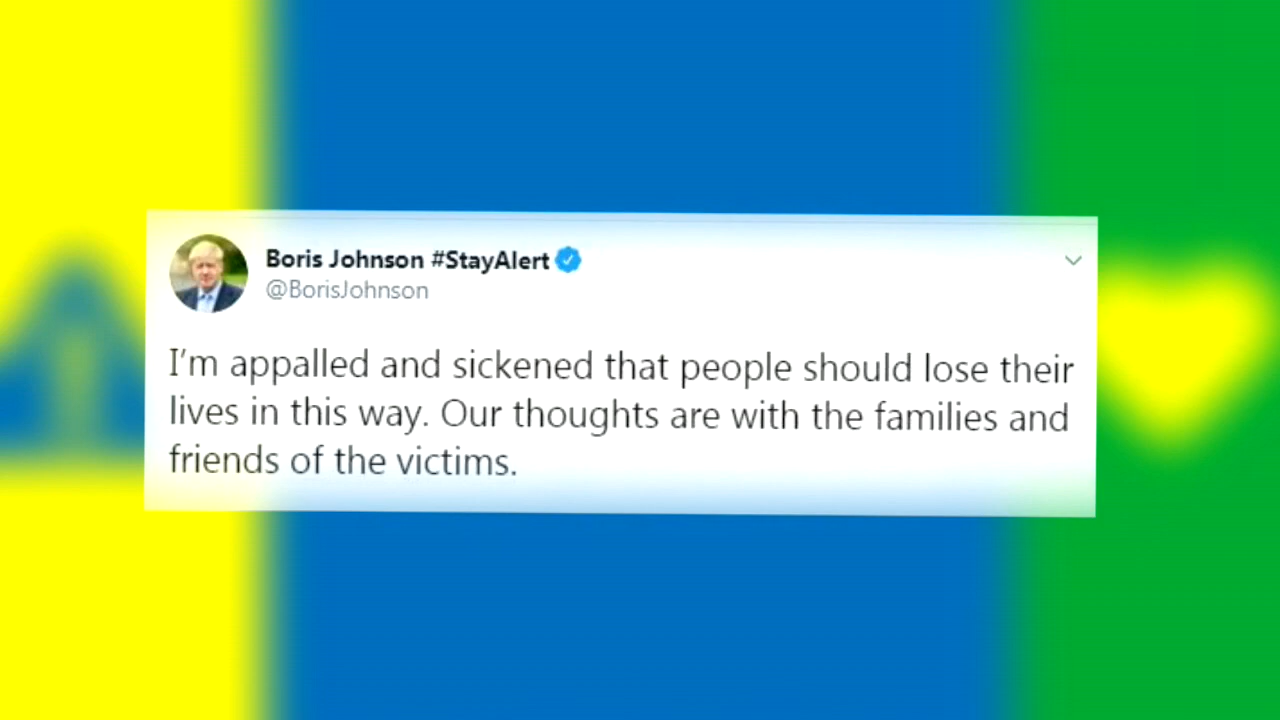 Boris Johnson #StayAlert
@BorisJohnson
I'm appalled and sickened that people should lose their
lives in this way. Our thoughts are with the families and
friends of the victims.